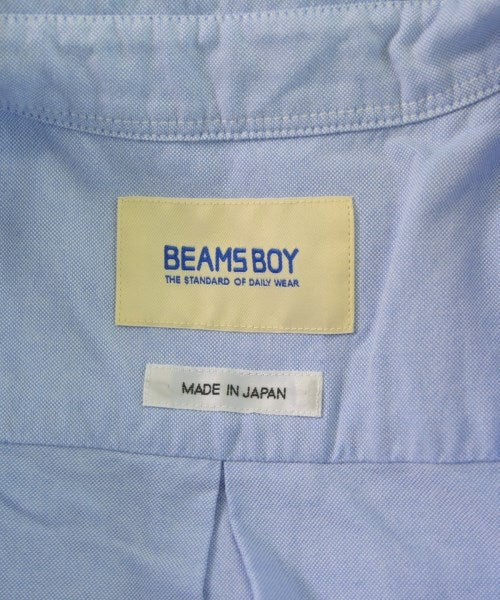 BEAMS BOY
THE STANDARD OF DAILY WEAR
MADE IN JAPAN